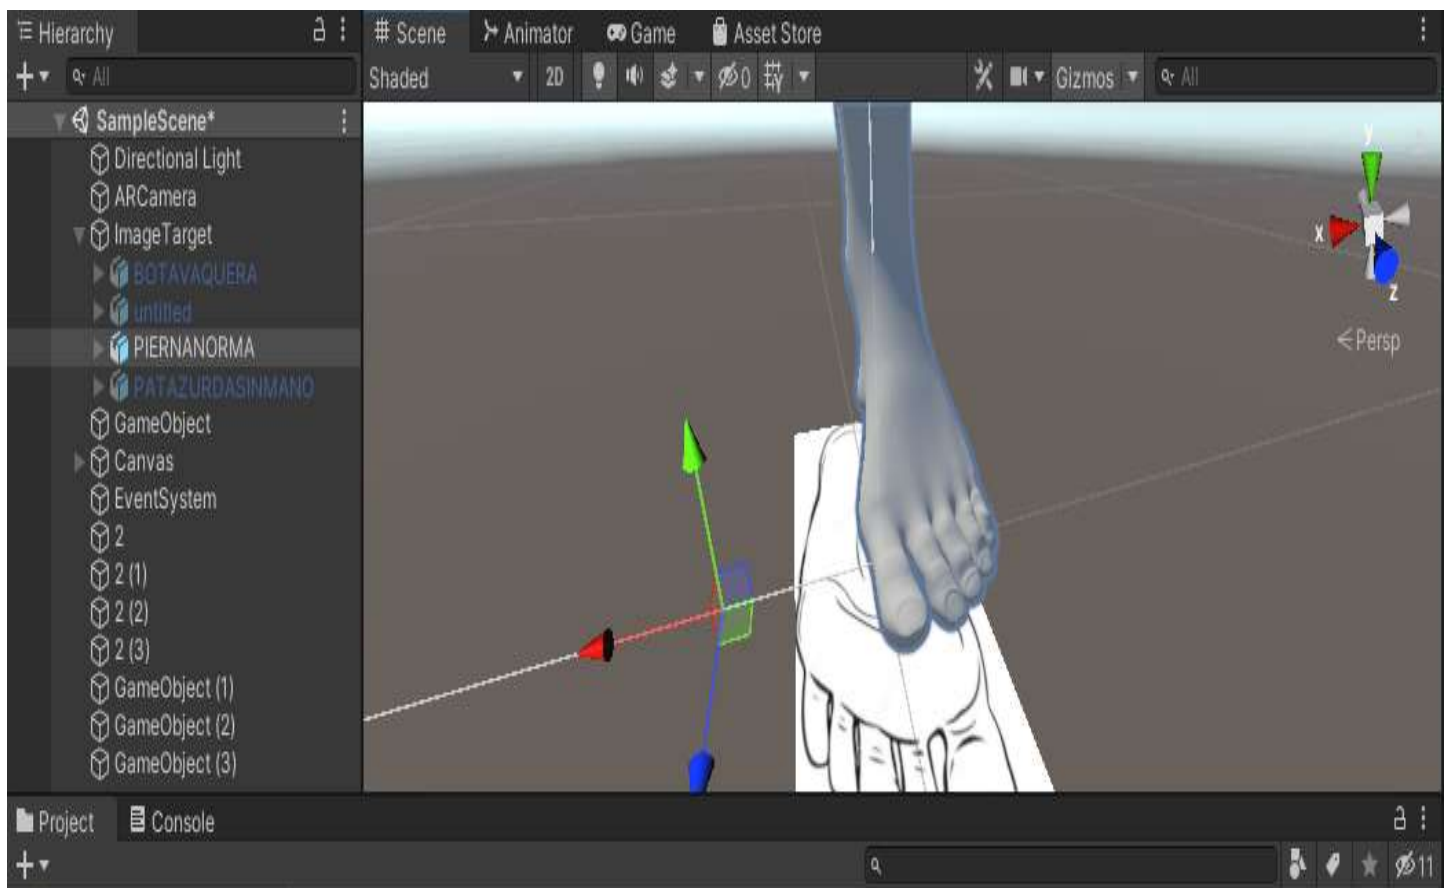 Hierarchy
# Scene Animator Game Asset Store
All
Shaded 2D 0 Gizmos All
SampleScene*
Directional Light
ARCamera
ImageTarget
BOTAVAQUERA
untitled
PIERNANORMA
PATAZURDASINMANO
GameObject
Canvas
EventSystem
2
2 (1)
2 (2)
2 (3)
GameObject (1)
GameObject (2)
GameObject (3)
y
x
z
Persp
Project Console
11